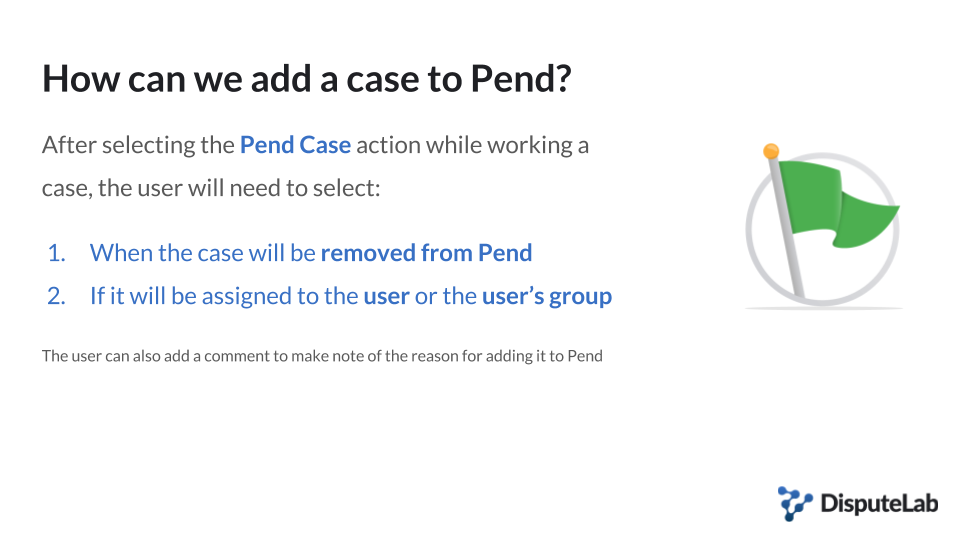 How can we add a case to Pend?
After selecting the Pend Case action while working a
case, the user will need to select:
1. When the case will be removed from Pend
2. If it will be assigned to the user or the user’s group
The user can also add a comment to make note of the reason for adding it to Pend
DisputeLab